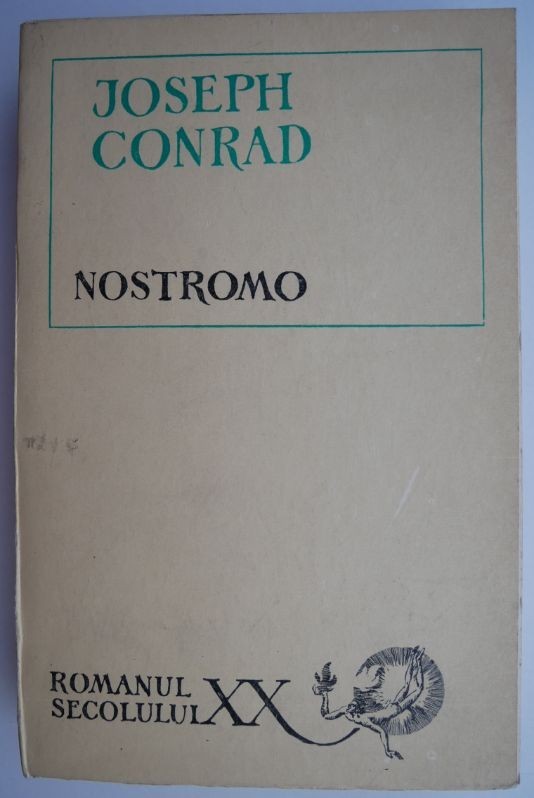 JOSEPH
CONRAD
NOSTROMO
ROMANUL
SECOLULUI XX